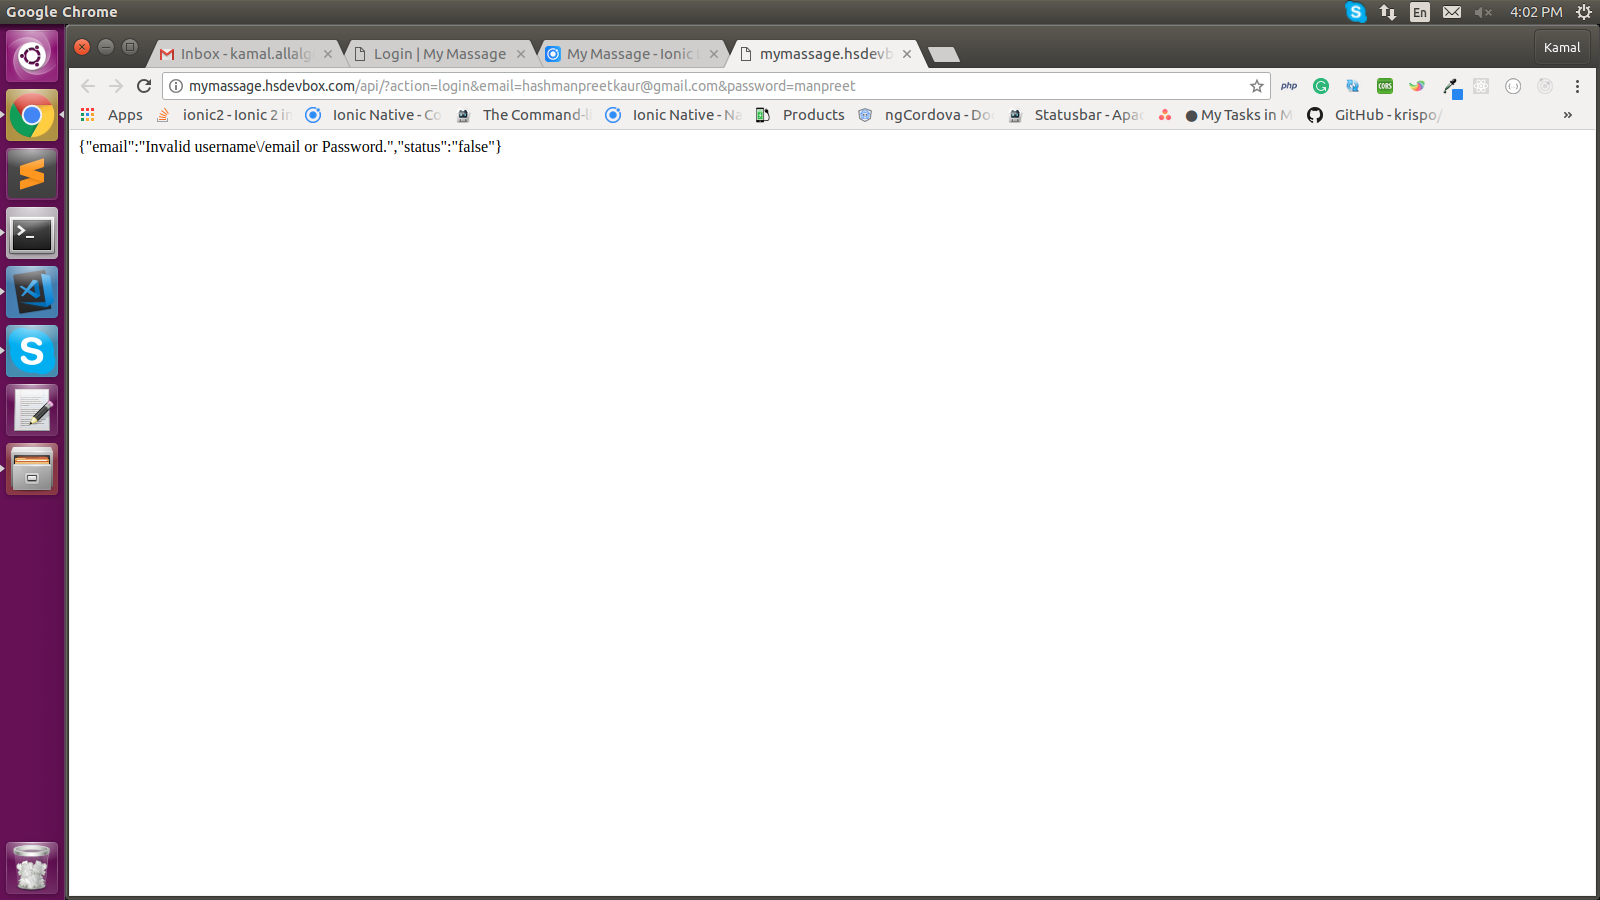 Google Chrome
En
4:02 PM
Inbox - kamal.allalg
Login | My Massage
My Massage - Ionic
mymassage.hsdevb
Kamal
mymassage.hsdevbox.com/api/?action=login&email=hashmanpreetkaur@gmail.com&password=manpreet
php
CORS
Apps
ionic2 - Ionic 2 in
Ionic Native - Co
The Command-l
Ionic Native - Na
Products
ngCordova - Do
Statusbar - Apac
My Tasks in M
GitHub - krispo/
»
{"email":"Invalid username\/email or Password.","status":"false"}